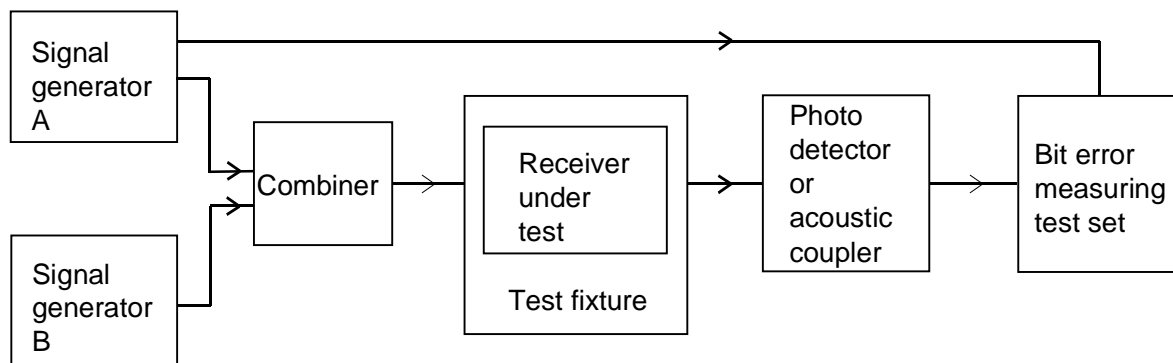 Signal
generator
A
Combiner
Signal
generator
B
Receiver
under
test
Test fixture
Photo
detector
or
acoustic
coupler
Bit error
measuring
test set